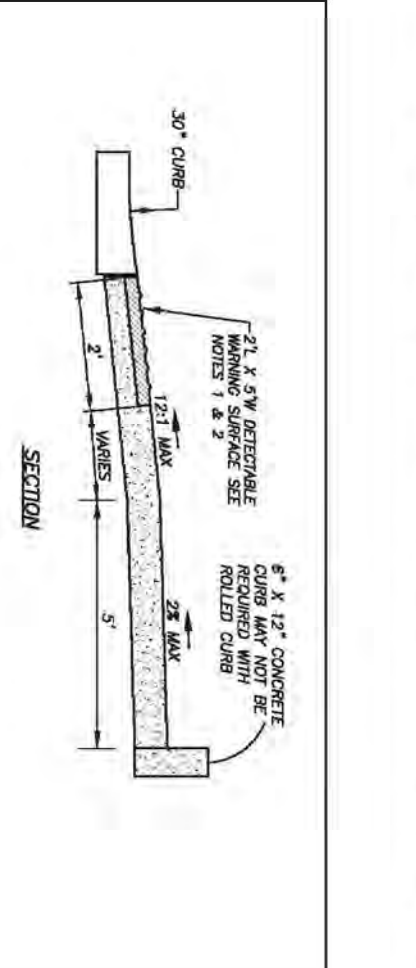 30" CURB
2'L X 5'W DETECTABLE
WARNING SURFACE SEE
NOTES 1 & 2
6" X 12" CONCRETE
CURB MAY NOT BE
REQUIRED WITH
ROLLED CURB
12:1 MAX
2% MAX
2'
VARIES
5'
SECTION